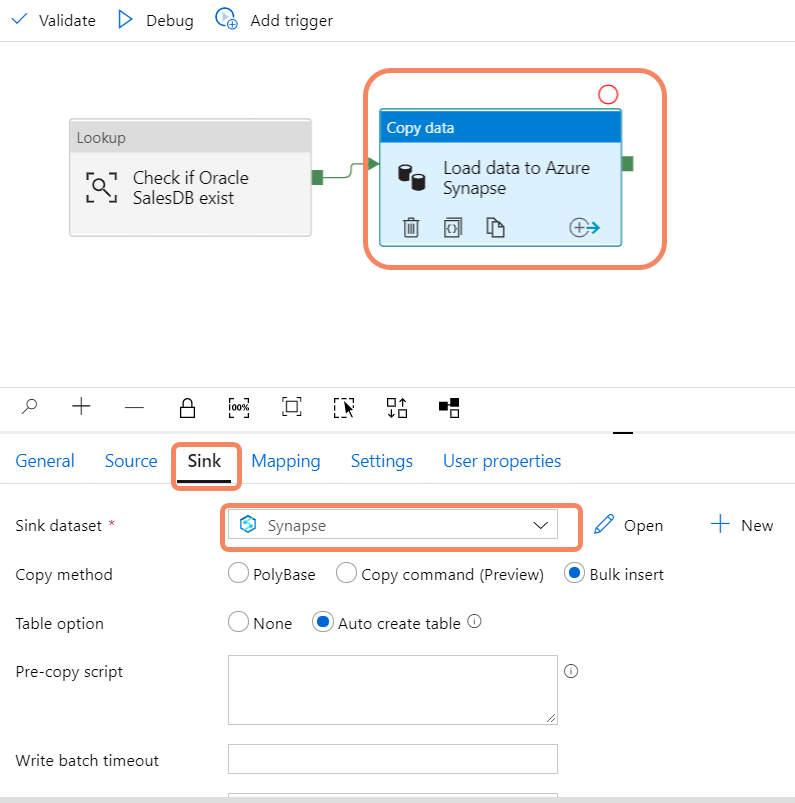 Validate Debug Add trigger
Lookup
Check if Oracle
SalesDB exist
Copy data
Load data to Azure
Synapse
{}
100%
General Source Sink Mapping Settings User properties
Sink dataset * Synapse Open New
Copy method PolyBase Copy command (Preview) Bulk insert
Table option None Auto create table
Pre-copy script
Write batch timeout